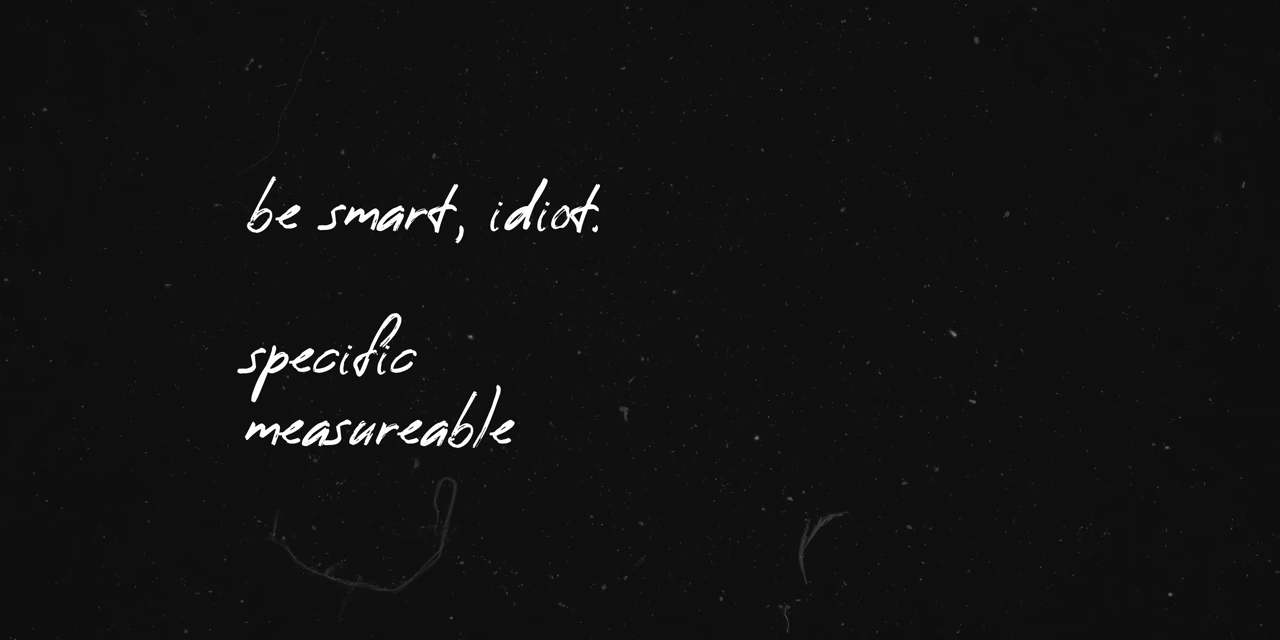 be smart, idiot.
specific
measureable